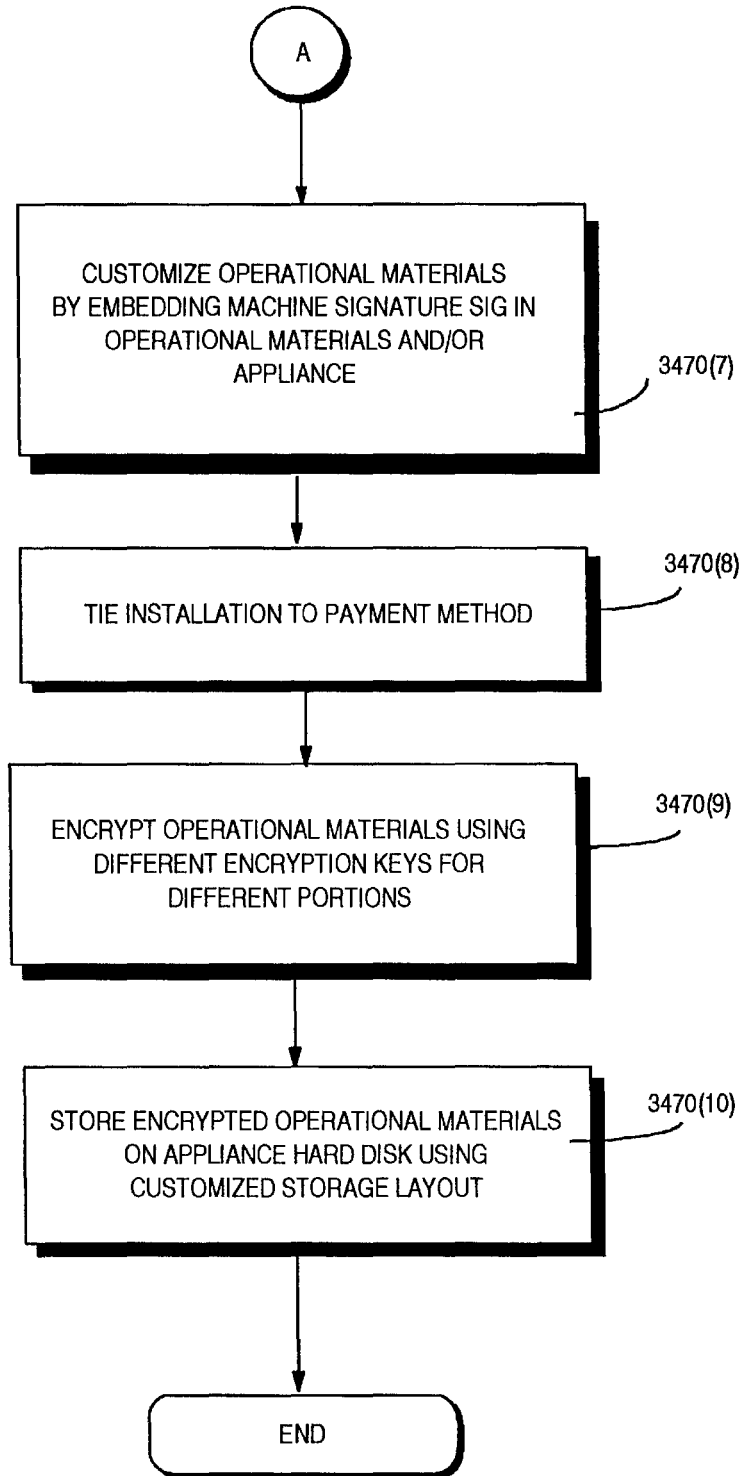 A
CUSTOMIZE OPERATIONAL MATERIALS
BY EMBEDDING MACHINE SIGNATURE SIG IN
OPERATIONAL MATERIALS AND/OR
APPLIANCE
3470(7)
TIE INSTALLATION TO PAYMENT METHOD
3470(8)
ENCRYPT OPERATIONAL MATERIALS USING
DIFFERENT ENCRYPTION KEYS FOR
DIFFERENT PORTIONS
3470(9)
STORE ENCRYPTED OPERATIONAL MATERIALS
ON APPLIANCE HARD DISK USING
CUSTOMIZED STORAGE LAYOUT
3470(10)
END